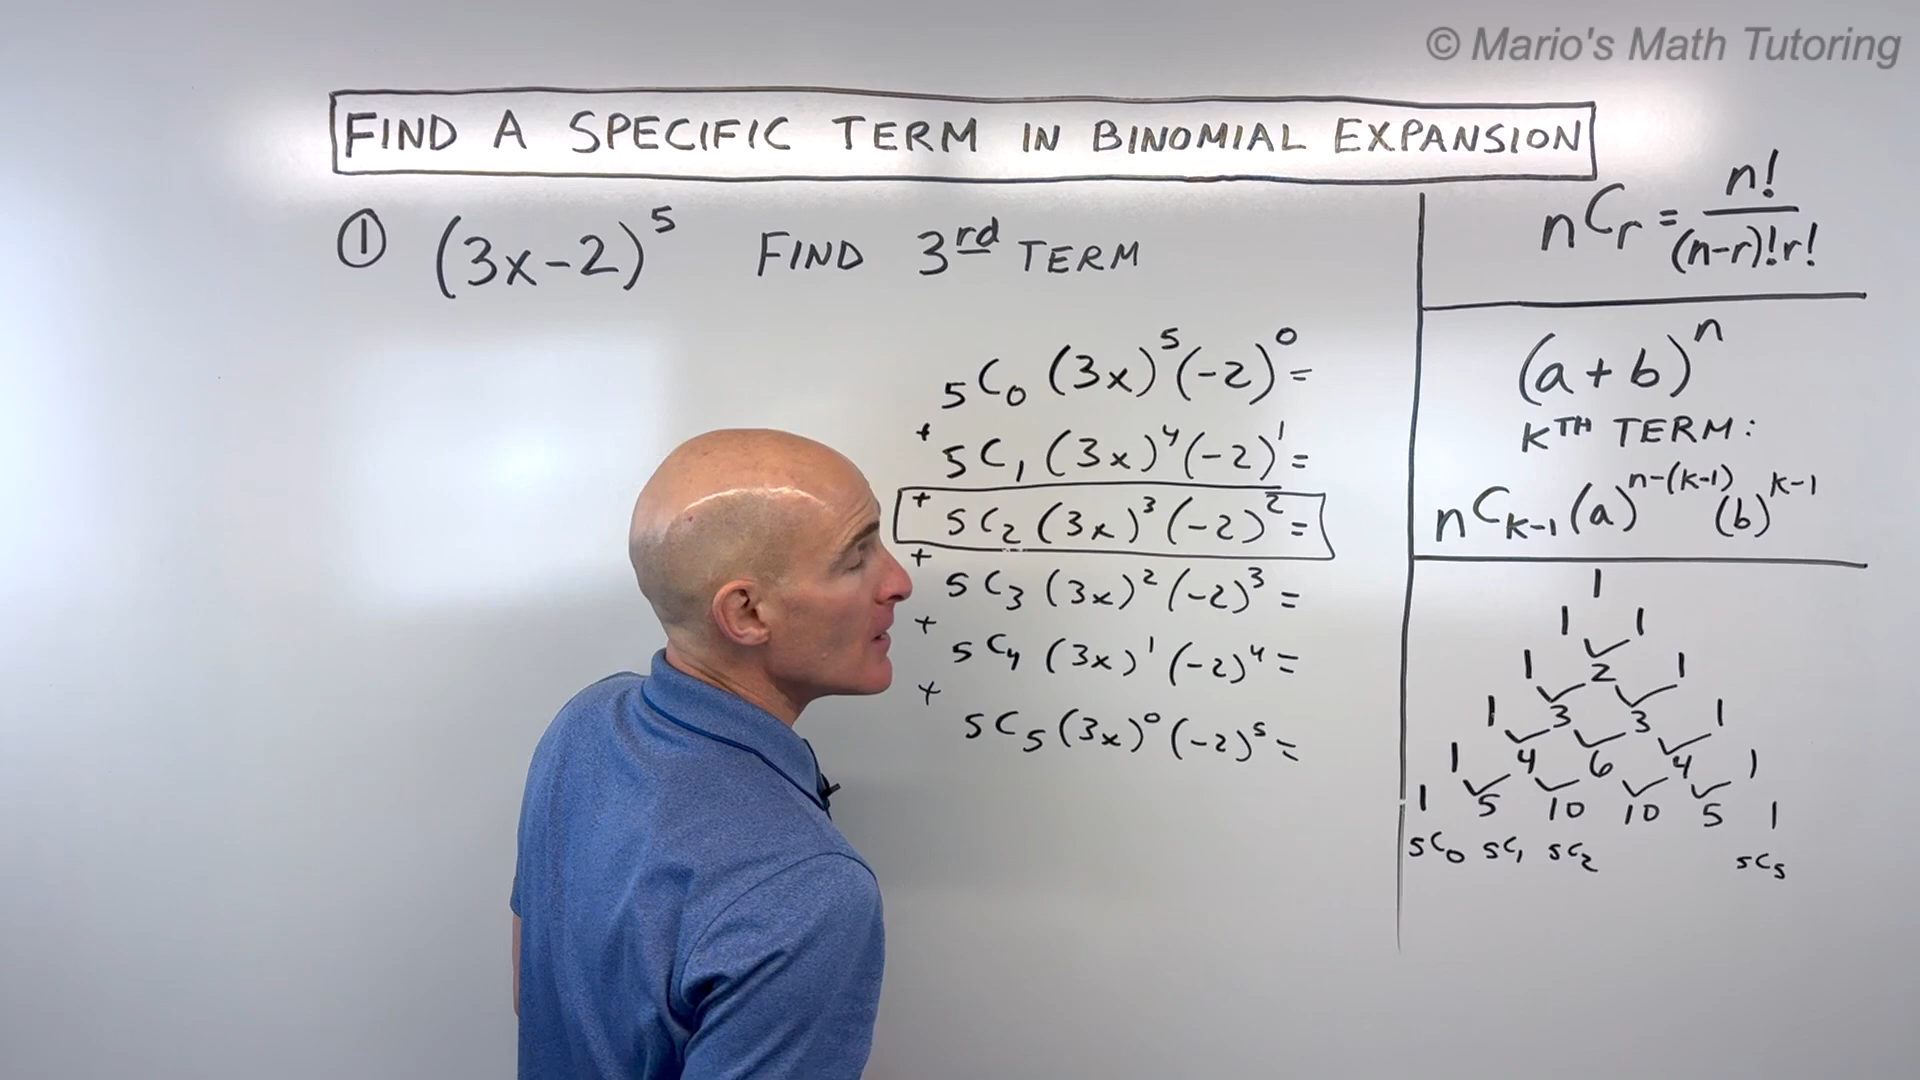 © Mario's Math Tutoring
FIND A SPECIFIC TERM IN BINOMIAL EXPANSION
① (3x-2)⁵ FIND 3rd TERM
₅C₀ (3x)⁵(-2)⁰=
+ ₅C₁ (3x)⁴(-2)¹=
+ ₅C₂ (3x)³(-2)²=
+ ₅C₃ (3x)²(-2)³=
+ ₅C₄ (3x)¹(-2)⁴=
+ ₅C₅ (3x)⁰(-2)⁵=
nCr = n!/(n-r)!r!
(a+b)ⁿ
KTH TERM:
nCₖ₋₁(a)ⁿ⁻⁽ᵏ⁻¹⁾(b)ᵏ⁻¹
1
1 1
1 2 1
1 3 3 1
1 4 6 4 1
1 5 10 10 5 1
₅C₀ ₅C₁ ₅C₂ ₅C₅